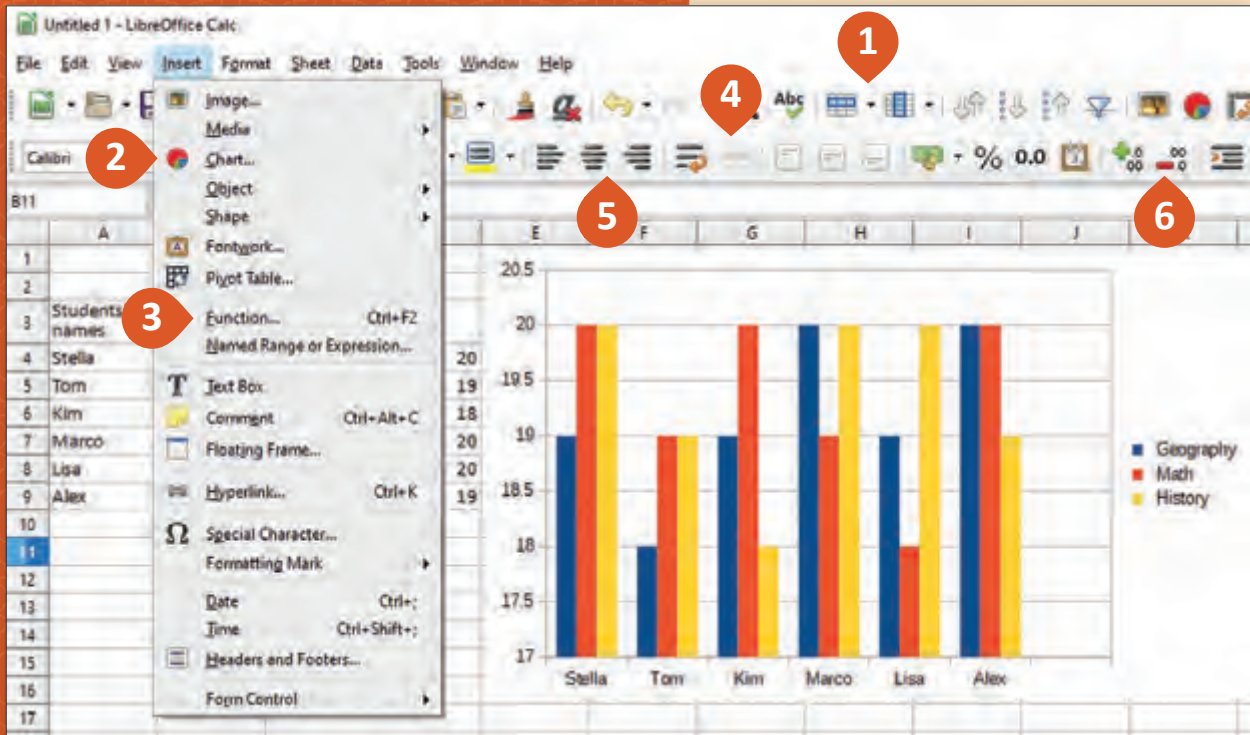 Untitled 1 - LibreOffice Calc
File Edit View Insert Format Sheet Data Tools Window Help
1
4
Abc
2
Calibri
% 0.0
B11
5
6
A E F G H I J
Image...
Media
Chart...
Object
Shape
Fontwork...
Pivot Table...
3
Function... Ctrl+F2
Named Range or Expression...
Text Box
Comment Ctrl+Alt+C
Floating Frame...
Hyperlink... Ctrl+K
Special Character...
Formatting Mark
Date Ctrl+;
Time Ctrl+Shift+;
Headers and Footers...
Form Control
1
2
3 Students names
4 Stella 20
5 Tom 19
6 Kim 18
7 Marco 20
8 Lisa 20
9 Alex 19
10
11
12
13
14
15
16
17
20.5
20
19.5
19
18.5
18
17.5
17
Stella Tom Kim Marco Lisa Alex
Geography
Math
History